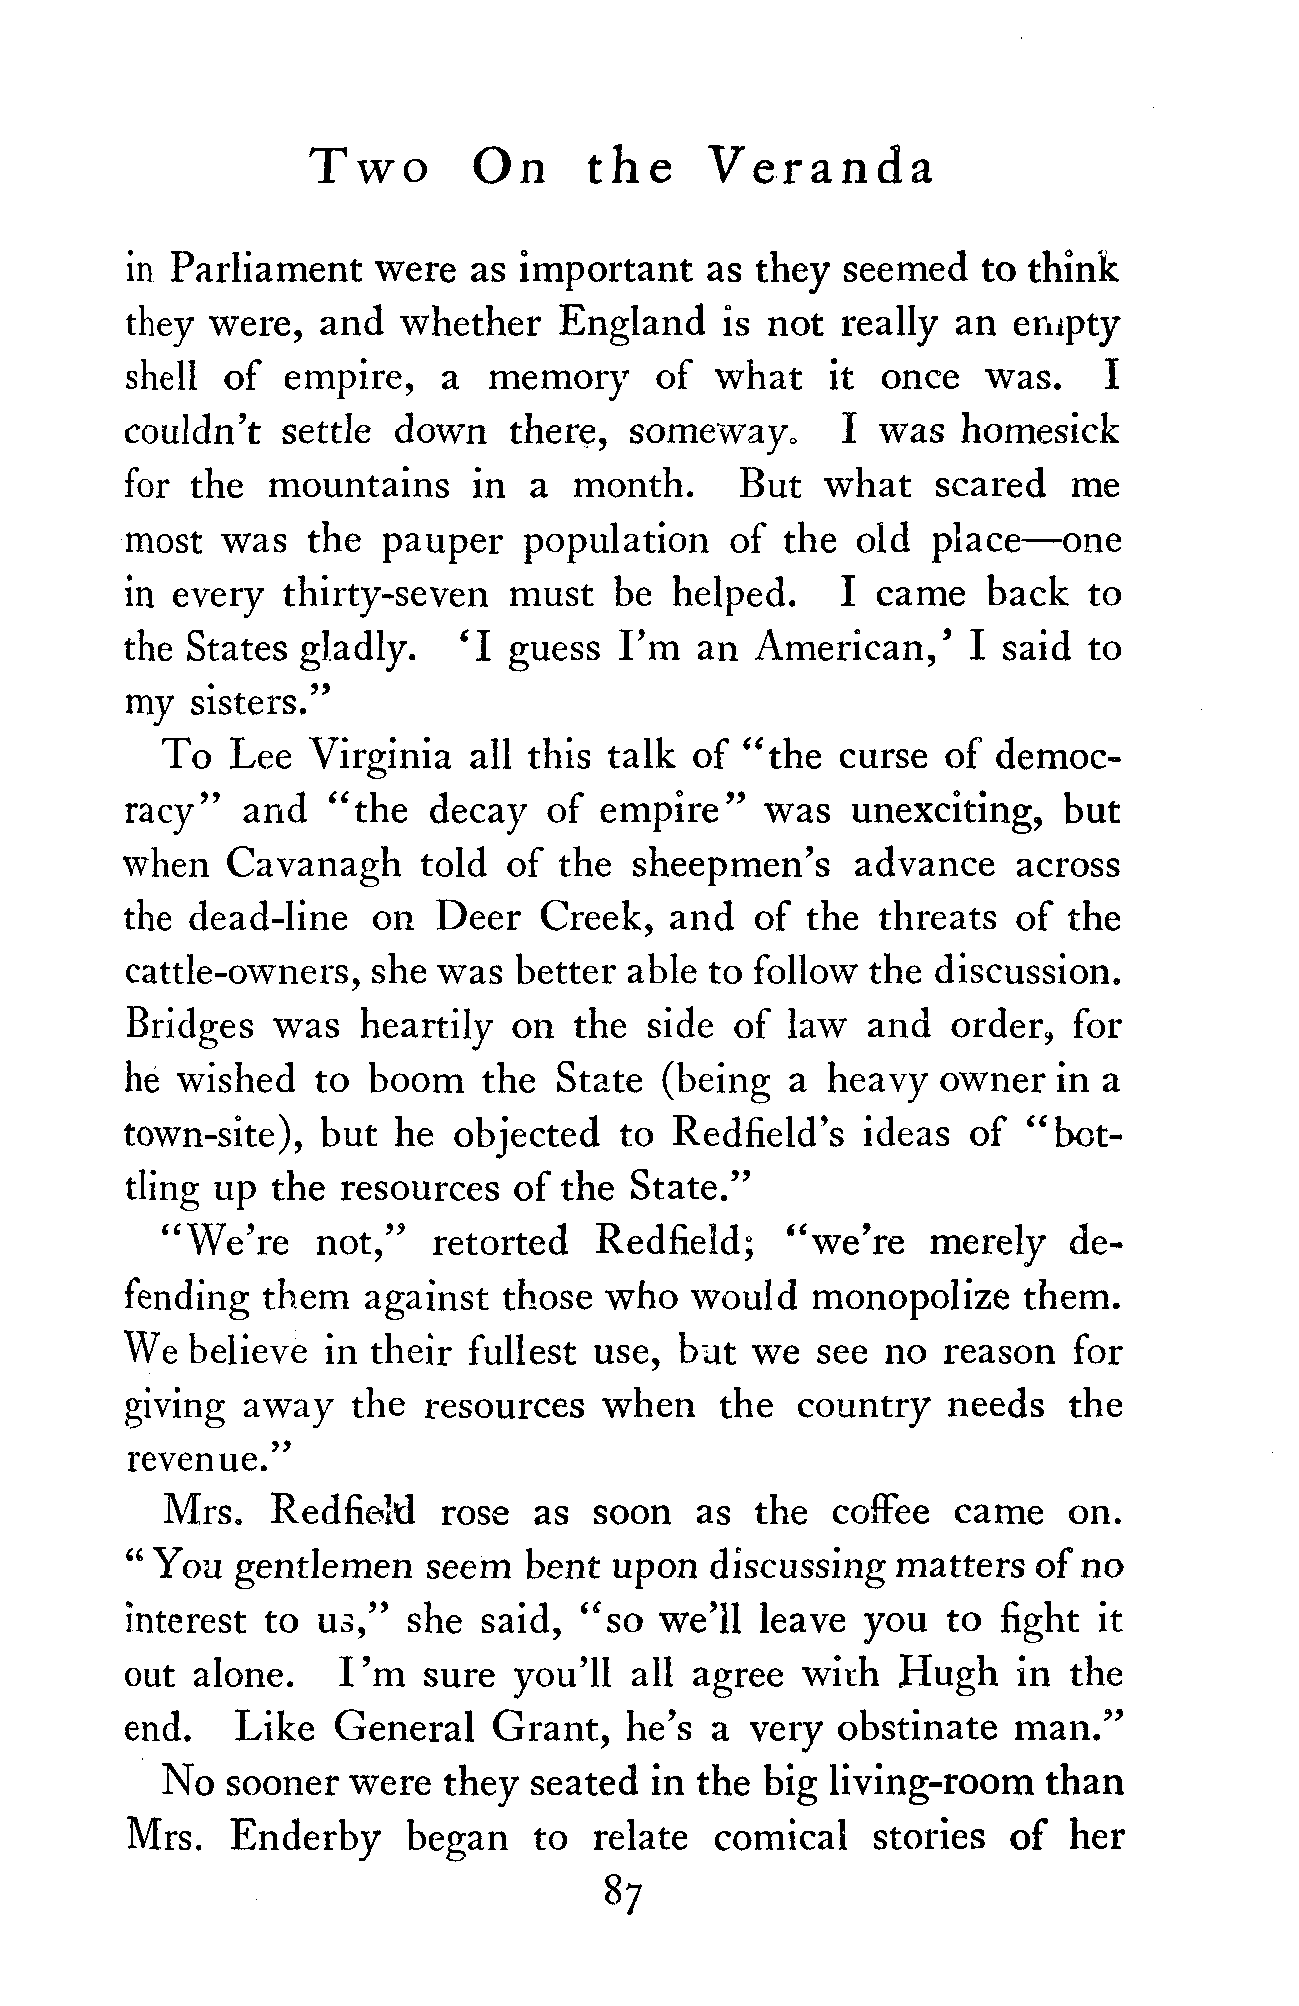 Two On the Veranda
in Parliament were as important as they seemed to think
they were, and whether England is not really an empty
shell of empire, a memory of what it once was. I
couldn't settle down there, someway. I was homesick
for the mountains in a month. But what scared me
most was the pauper population of the old place—one
in every thirty-seven must be helped. I came back to
the States gladly. 'I guess I'm an American,' I said to
my sisters."
To Lee Virginia all this talk of "the curse of democ-
racy" and "the decay of empire" was unexciting, but
when Cavanagh told of the sheepmen's advance across
the dead-line on Deer Creek, and of the threats of the
cattle-owners, she was better able to follow the discussion.
Bridges was heartily on the side of law and order, for
he wished to boom the State (being a heavy owner in a
town-site), but he objected to Redfield's ideas of "bot-
tling up the resources of the State."
"We're not," retorted Redfield; "we're merely de-
fending them against those who would monopolize them.
We believe in their fullest use, but we see no reason for
giving away the resources when the country needs the
revenue."
Mrs. Redfield rose as soon as the coffee came on.
"You gentlemen seem bent upon discussing matters of no
interest to us," she said, "so we'll leave you to fight it
out alone. I'm sure you'll all agree with Hugh in the
end. Like General Grant, he's a very obstinate man."
No sooner were they seated in the big living-room than
Mrs. Enderby began to relate comical stories of her
87